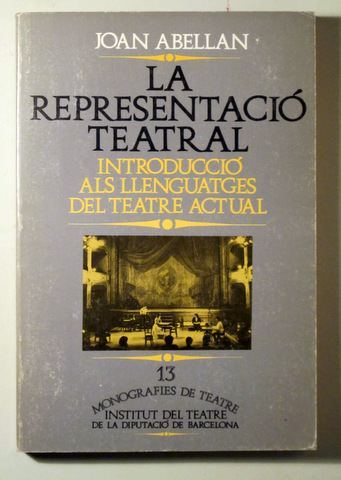 JOAN ABELLAN
LA
REPRESENTACIÓ
TEATRAL
INTRODUCCIÓ
ALS LLENGUATGES
DEL TEATRE ACTUAL
13
MONOGRAFIES DE TEATRE
INSTITUT DEL TEATRE
DE LA DIPUTACIÓ DE BARCELONA